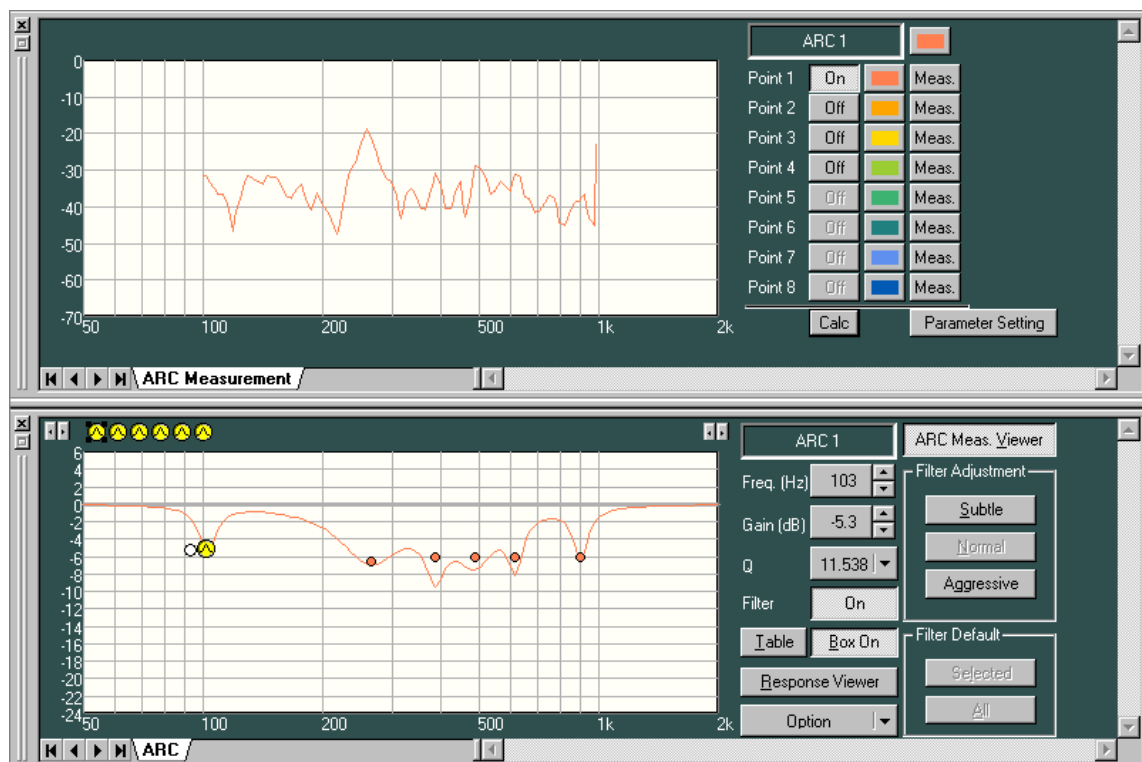 ARC 1
0
-10
-20
-30
-40
-50
-60
-70
50 100 200 500 1k 2k
Point 1 On Meas.
Point 2 Off Meas.
Point 3 Off Meas.
Point 4 Off Meas.
Point 5 Off Meas.
Point 6 Off Meas.
Point 7 Off Meas.
Point 8 Off Meas.
Calc Parameter Setting
ARC Measurement
6
4
2
0
-2
-4
-6
-8
-10
-12
-14
-16
-18
-20
-22
-24
50 100 200 500 1k 2k
ARC 1 ARC Meas. Viewer
Freq. (Hz) 103
Gain (dB) -5.3
Q 11.538
Filter On
Table Box On
Response Viewer
Option
Filter Adjustment
Subtle
Normal
Aggressive
Filter Default
Selected
All
ARC